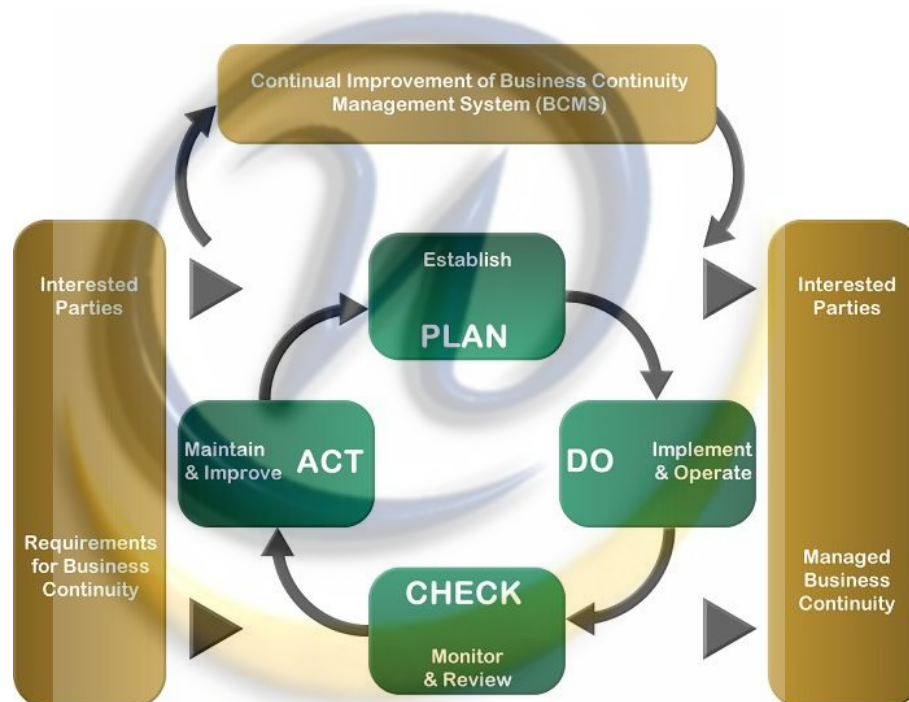 Continual Improvement of Business Continuity
Management System (BCMS)
Interested
Parties
Establish
PLAN
Interested
Parties
Maintain
& Improve
ACT
DO
Implement
& Operate
Requirements
for Business
Continuity
CHECK
Monitor
& Review
Managed
Business
Continuity